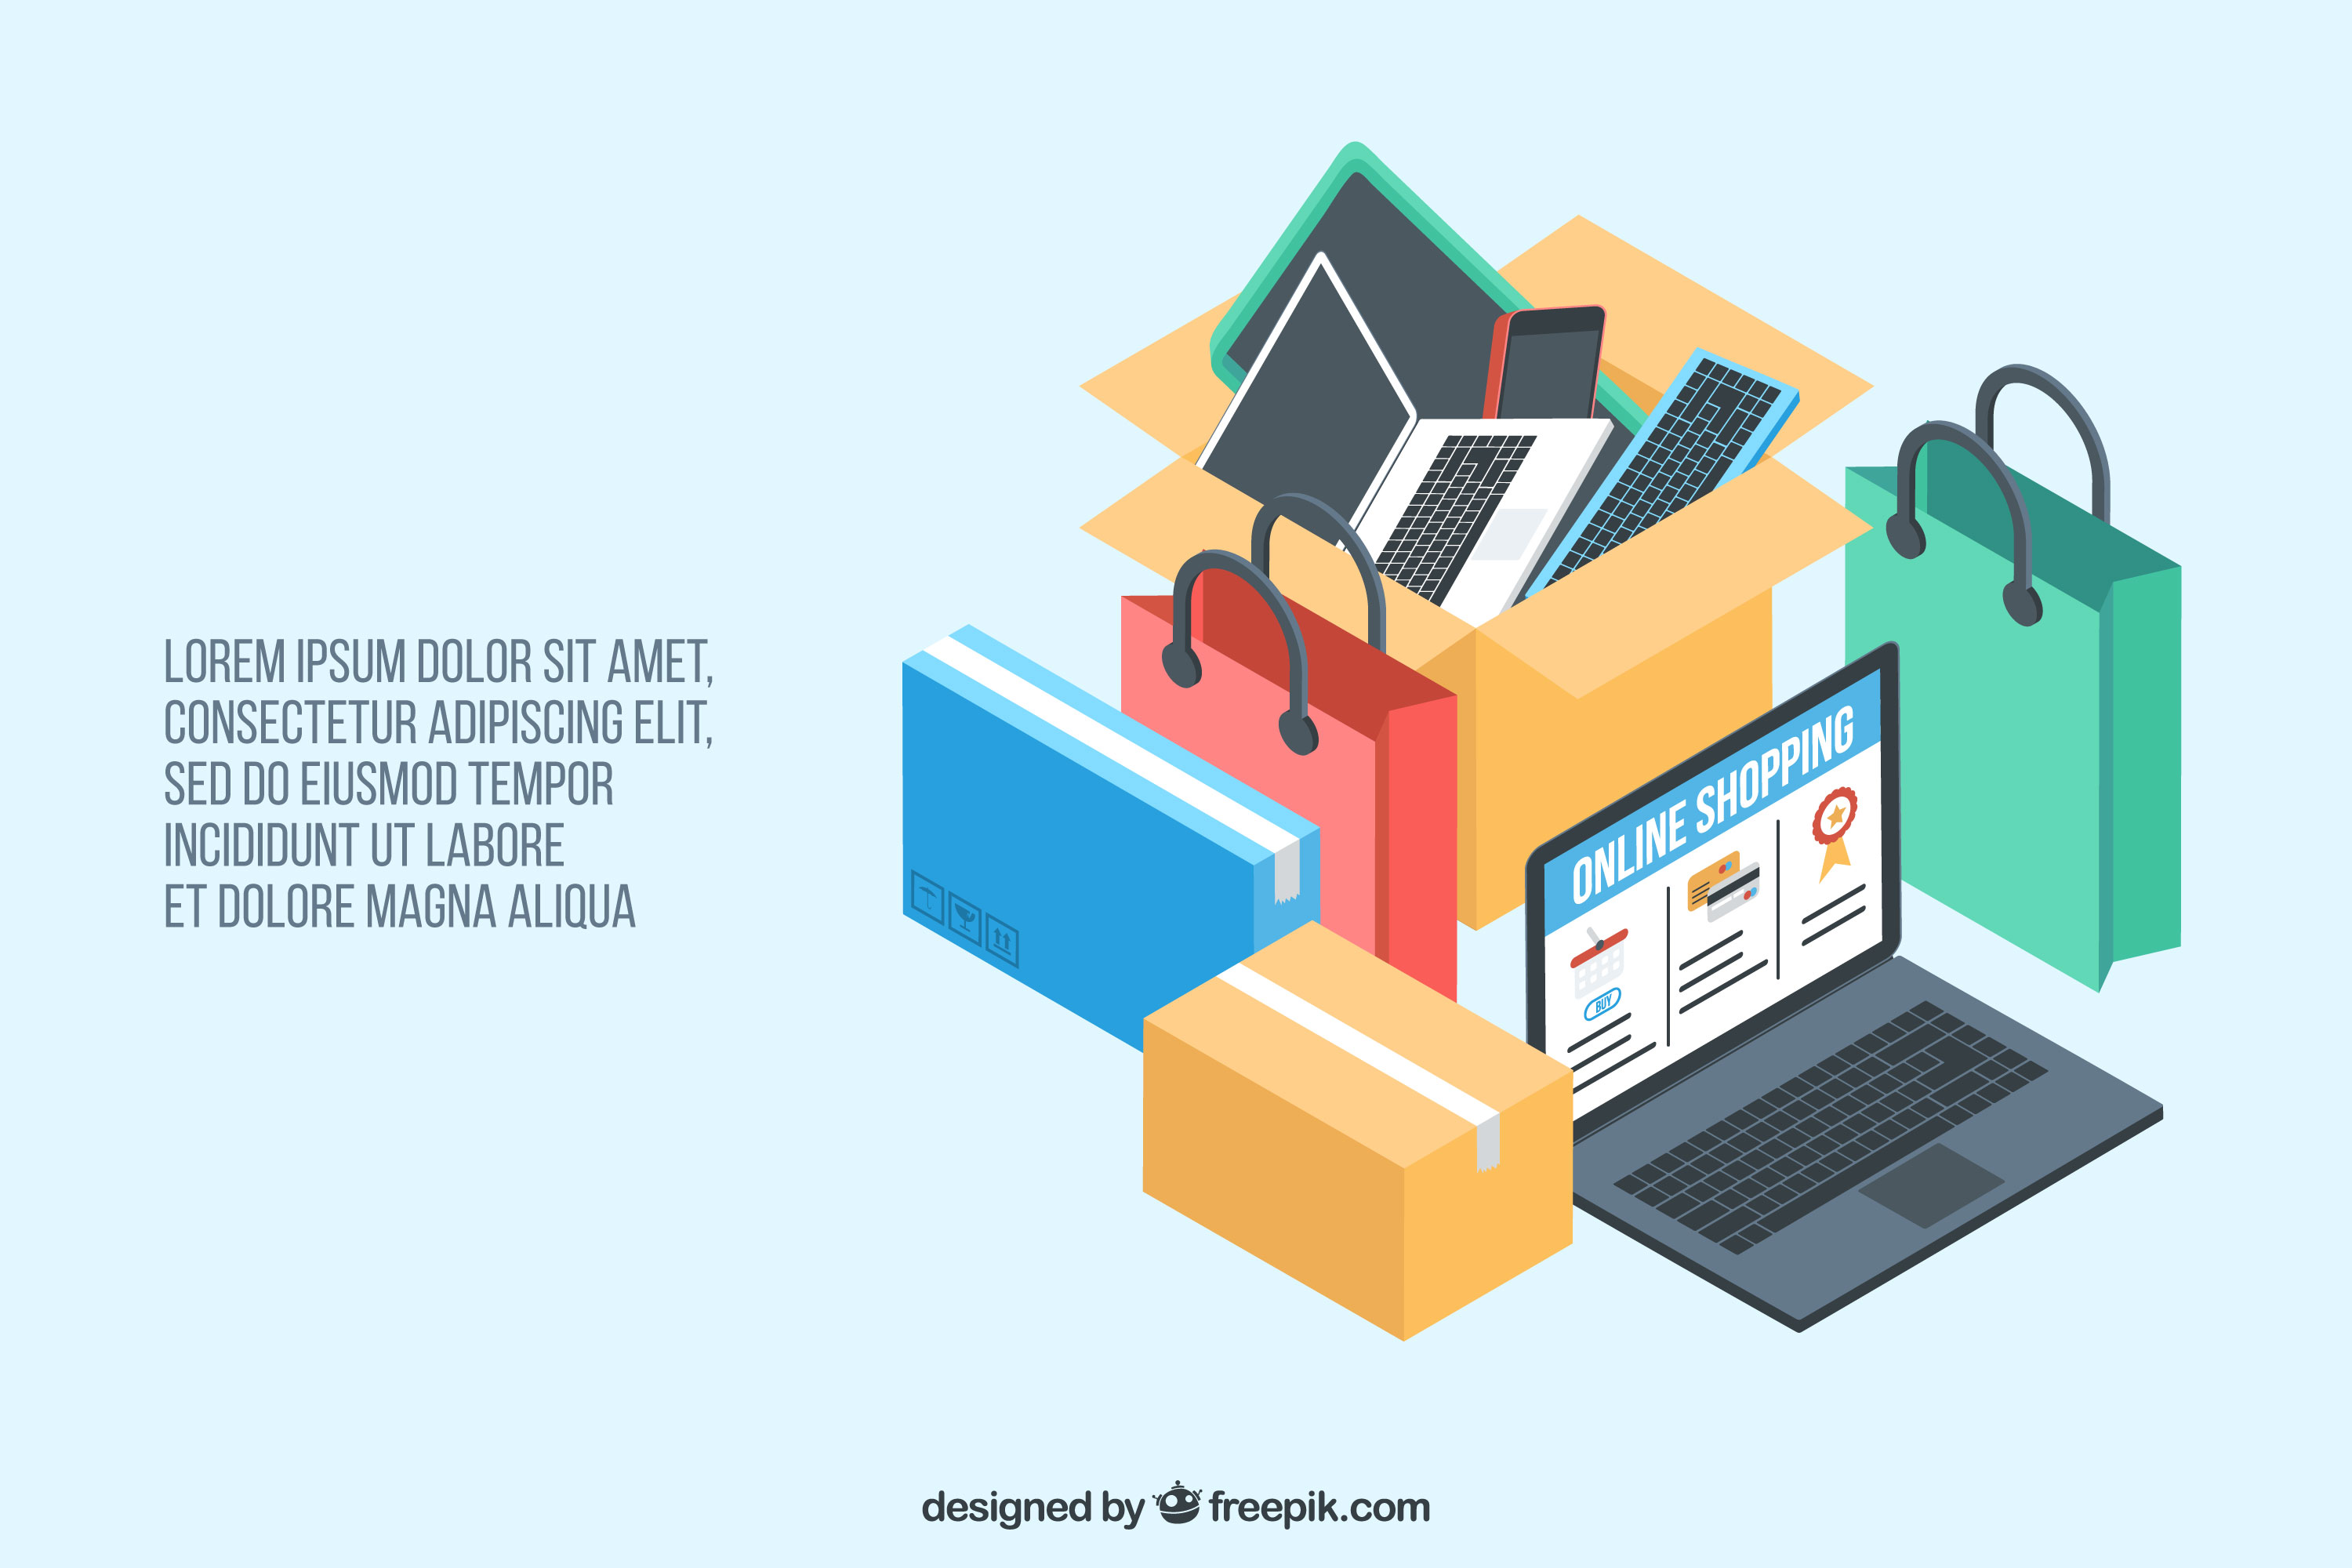 LOREM IPSUM DOLOR SIT AMET,
CONSECTETUR ADIPISCING ELIT,
SED DO EIUSMOD TEMPOR
INCIDIDUNT UT LABORE
ET DOLORE MAGNA ALIQUA
ONLINE SHOPPING
BUY
designed by freepik.com